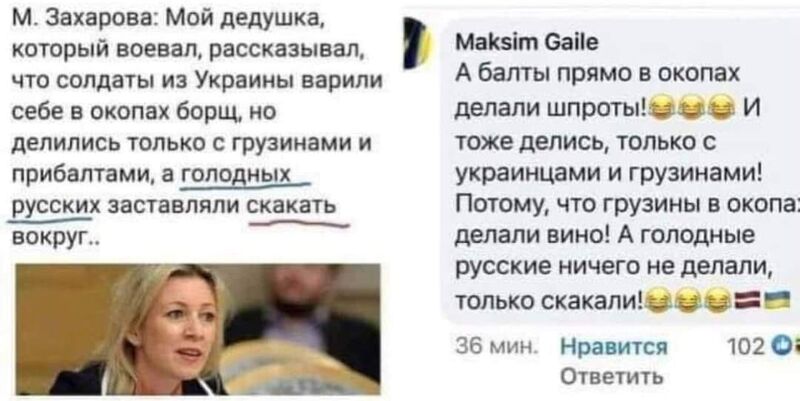 М. Захарова: Мой дедушка,
который воевал, рассказывал,
что солдаты из Украины варили
себе в окопах борщ, но
делились только с грузинами и
прибалтами, а голодных
русских заставляли скакать
вокруг..
Maksim Gaile
А балты прямо в окопах
делали шпроты!😂😂😂 И
тоже делись, только с
украинцами и грузинами!
Потому, что грузины в окопа
делали вино! А голодные
русские ничего не делали,
только скакали!😂😂😂🇱🇻🇺🇦
36 мин. Нравится 102
Ответить